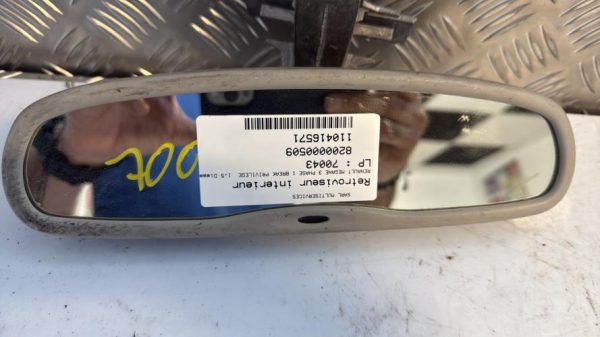 SARL MULTISERVICES
Retroviseur interieur
RENAULT MEGANE 3 PHASE 1 BREAK PRIVILEGE 1.5 Diesel
LP : 70043
8200000509
110416571